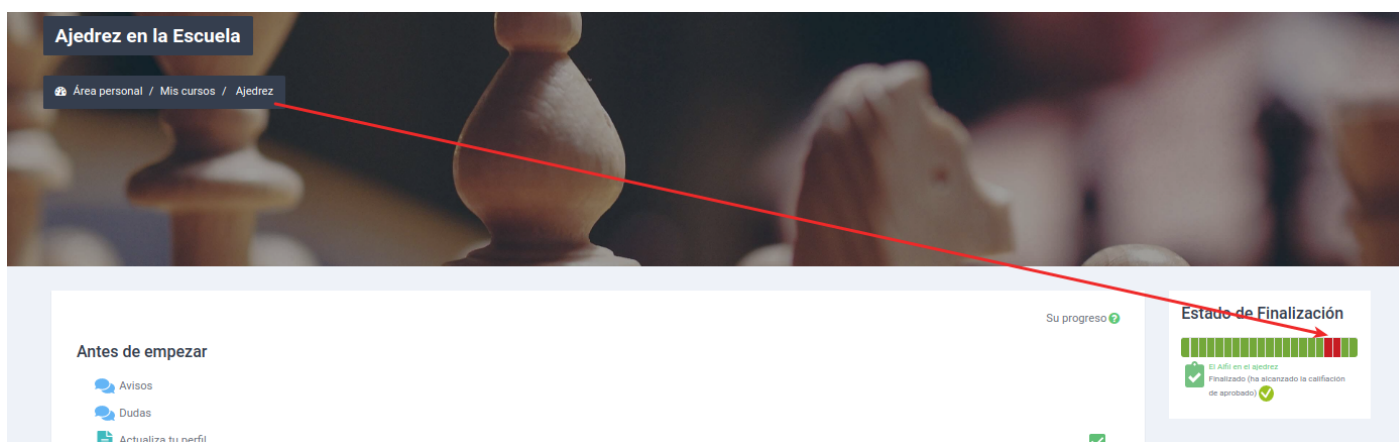 Ajedrez en la Escuela
Área personal / Mis cursos / Ajedrez
Su progreso
Estado de Finalización
Antes de empezar
El Alfil en el ajedrez
Finalizado (ha alcanzado la califiación
de aprobado)
Avisos
Dudas
Actualiza tu perfil